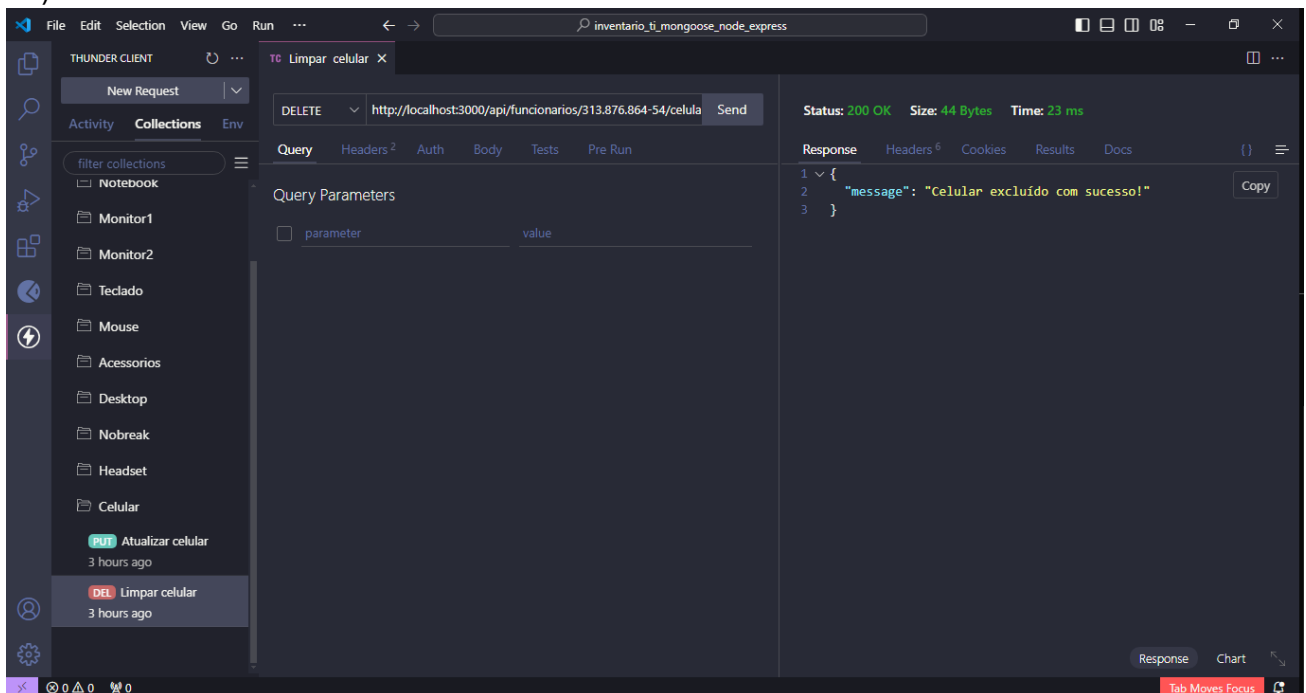 File Edit Selection View Go Run ··· ← → inventario_ti_mongoose_node_express
THUNDER CLIENT
New Request
Activity Collections Env
filter collections
Notebook
Monitor1
Monitor2
Teclado
Mouse
Acessorios
Desktop
Nobreak
Headset
Celular
PUT Atualizar celular
3 hours ago
DEL Limpar celular
3 hours ago
TC Limpar celular
DELETE http://localhost:3000/api/funcionarios/313.876.864-54/celula Send
Query Headers 2 Auth Body Tests Pre Run
Query Parameters
parameter value
Status: 200 OK Size: 44 Bytes Time: 23 ms
Response Headers 6 Cookies Results Docs {}
1 {
2 "message": "Celular excluído com sucesso!"
3 }
Copy
Response Chart
0 0 0
Tab Moves Focus